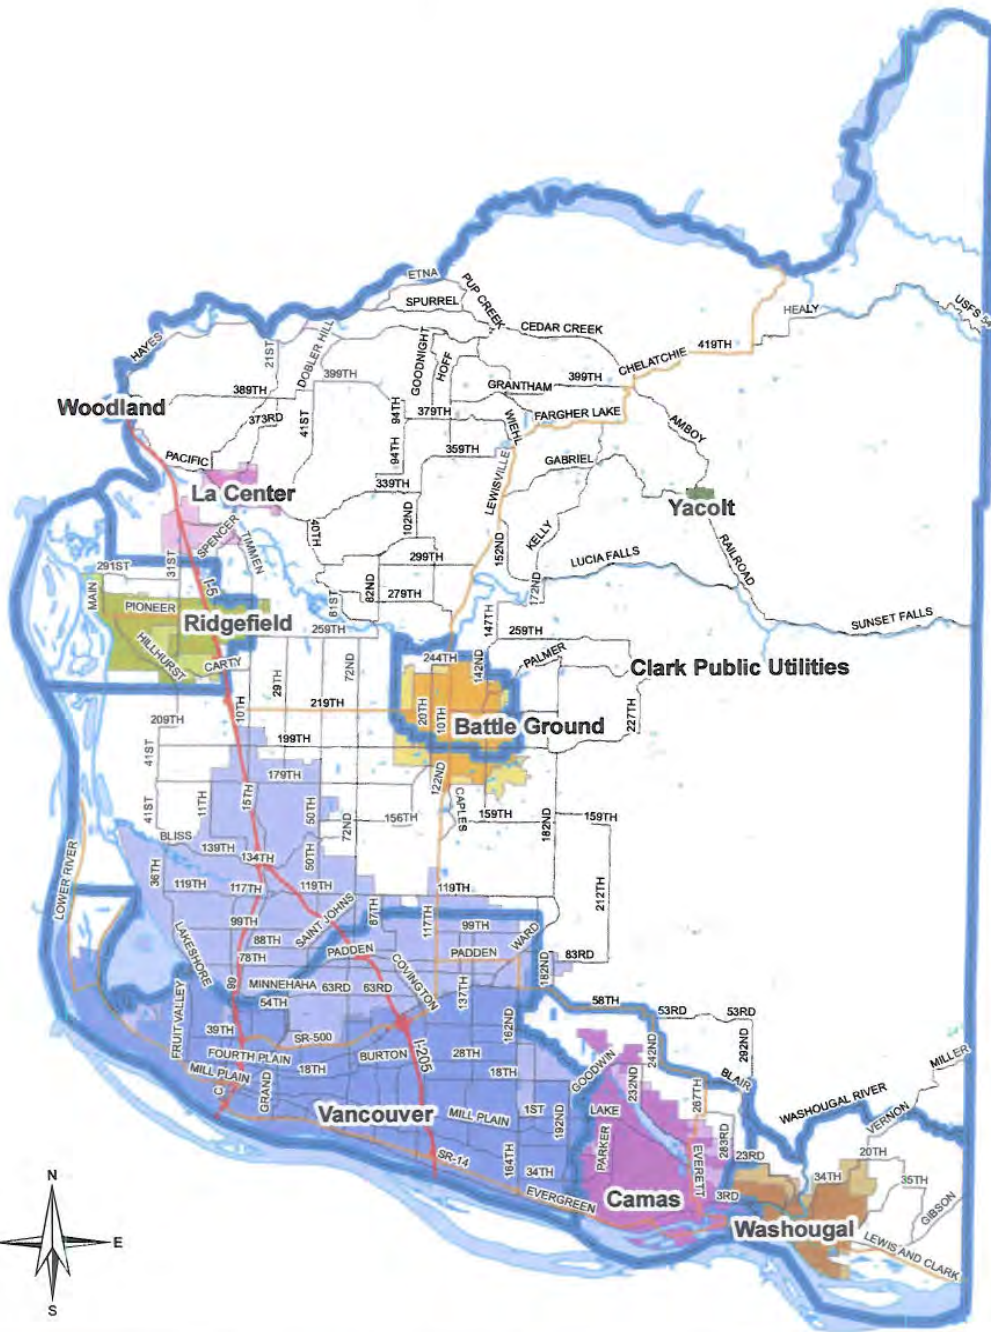 ETNA
PUP CREEK
SPURREL
CEDAR CREEK
HEALY
USFS 54
HAYES
21ST
DOBLER HILL
GOODNIGHT
HOFF
419TH
CHELATCHIE
399TH
399TH
GRANTHAM
389TH
Woodland
41ST
94TH
379TH
WIEHL
FARGHER LAKE
373RD
AMBOY
94TH
359TH
PACIFIC
GABRIEL
LEWISVILLE
339TH
La Center
Yacolt
102ND
SPENCER
TIMMEN
40TH
KELLY
152ND
31ST
RAILROAD
299TH
LUCIA FALLS
291ST
I-5
MAIN
61ST
82ND
279TH
172ND
PIONEER
SUNSET FALLS
Ridgefield
147TH
259TH
259TH
HILLHURST
CARTY
72ND
244TH
142ND
PALMER
Clark Public Utilities
29TH
10TH
219TH
20TH
10TH
227TH
209TH
Battle Ground
41ST
199TH
179TH
122ND
15TH
11TH
50TH
CAPLES
41ST
72ND
156TH
159TH
182ND
159TH
BLISS
139TH
134TH
50TH
36TH
119TH
117TH
119TH
119TH
212TH
LOWER RIVER
SAINT JOHNS
87TH
117TH
99TH
99TH
WARD
LAKESHORE
88TH
PADDEN
PADDEN
83RD
78TH
COVINGTON
182ND
MINNEHAHA
63RD
63RD
137TH
99
54TH
58TH
53RD
53RD
FRUIT VALLEY
39TH
SR-500
162ND
242ND
292ND
I-205
FOURTH PLAIN
BURTON
28TH
GOODWIN
MILLER
MILL PLAIN
18TH
18TH
232ND
BLAIR
GRAND
C
267TH
WASHOUGAL RIVER
Vancouver
MILL PLAIN
1ST
192ND
LAKE
VERNON
PARKER
283RD
EVERETT
23RD
20TH
SR-14
164TH
34TH
34TH
35TH
N
EVERGREEN
Camas
3RD
GIBSON
Washougal
E
LEWIS AND CLARK
S